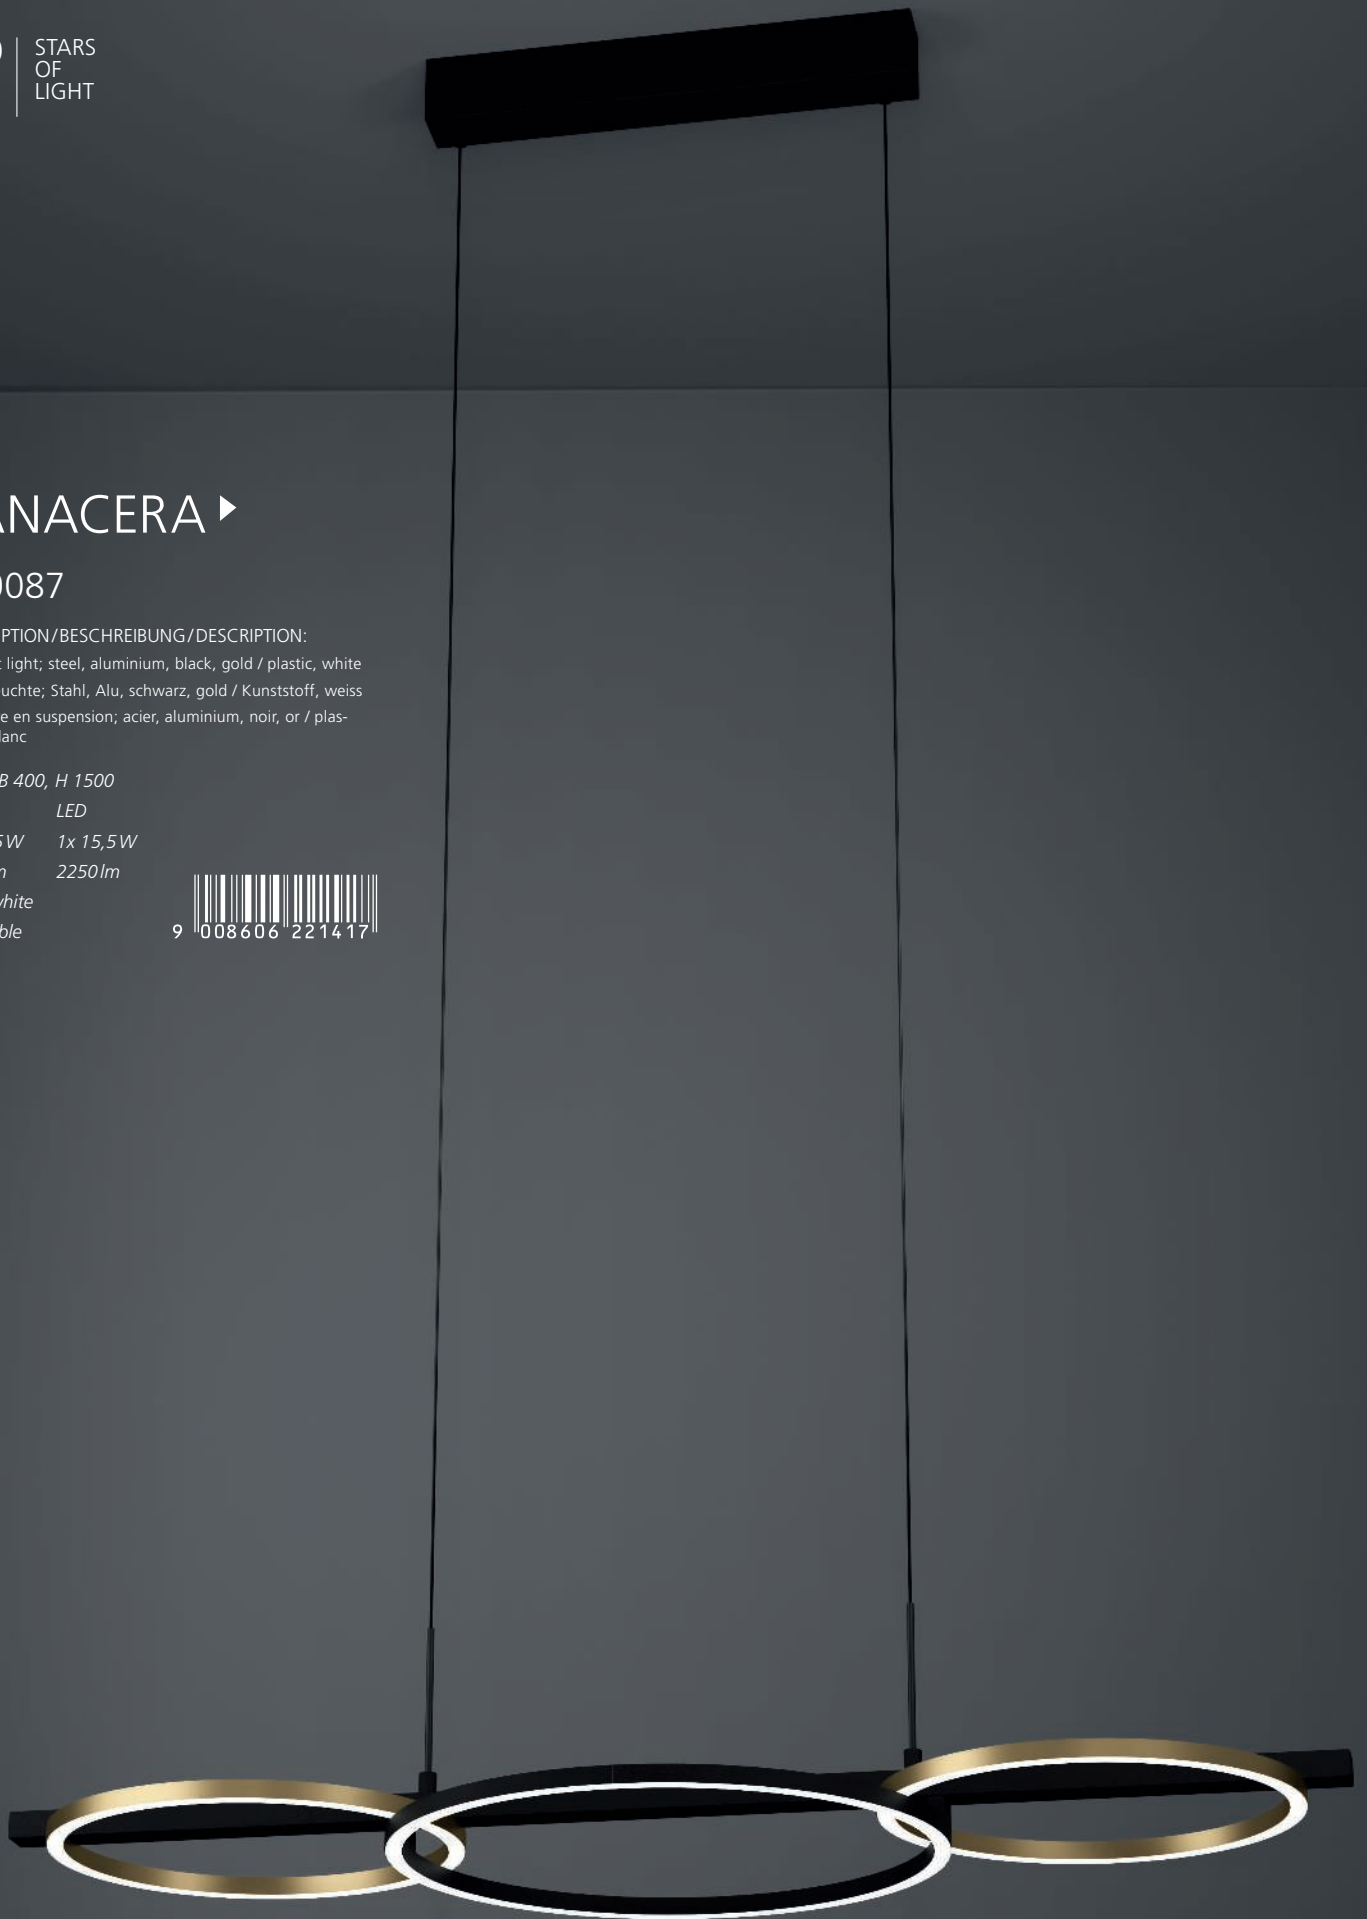 STARS
OF
LIGHT
ANACERA
0087
PTION/BESCHREIBUNG/DESCRIPTION:
t light; steel, aluminium, black, gold / plastic, white
uchte; Stahl, Alu, schwarz, gold / Kunststoff, weiss
e en suspension; acier, aluminium, noir, or / plas-
lanc
B 400, H 1500
LED
5W 1x 15,5W
m 2250lm
white
ble
9 008606 221417